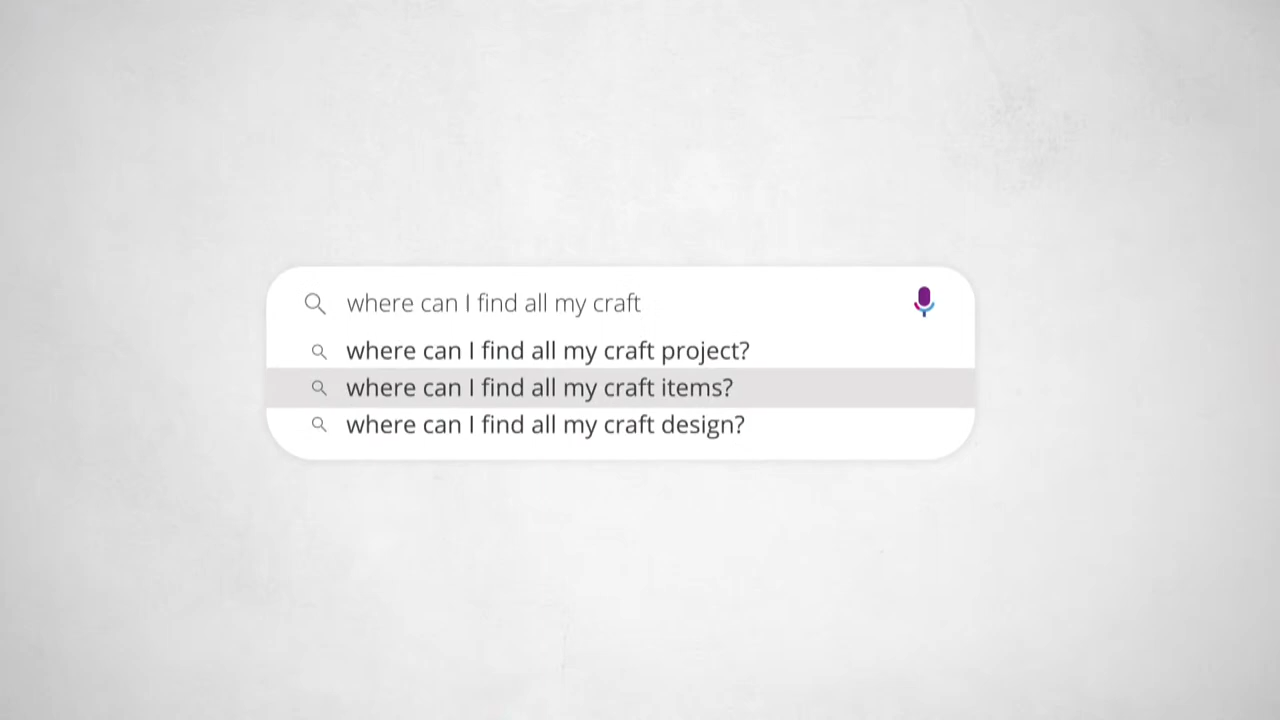 where can I find all my craft
where can I find all my craft project?
where can I find all my craft items?
where can I find all my craft design?